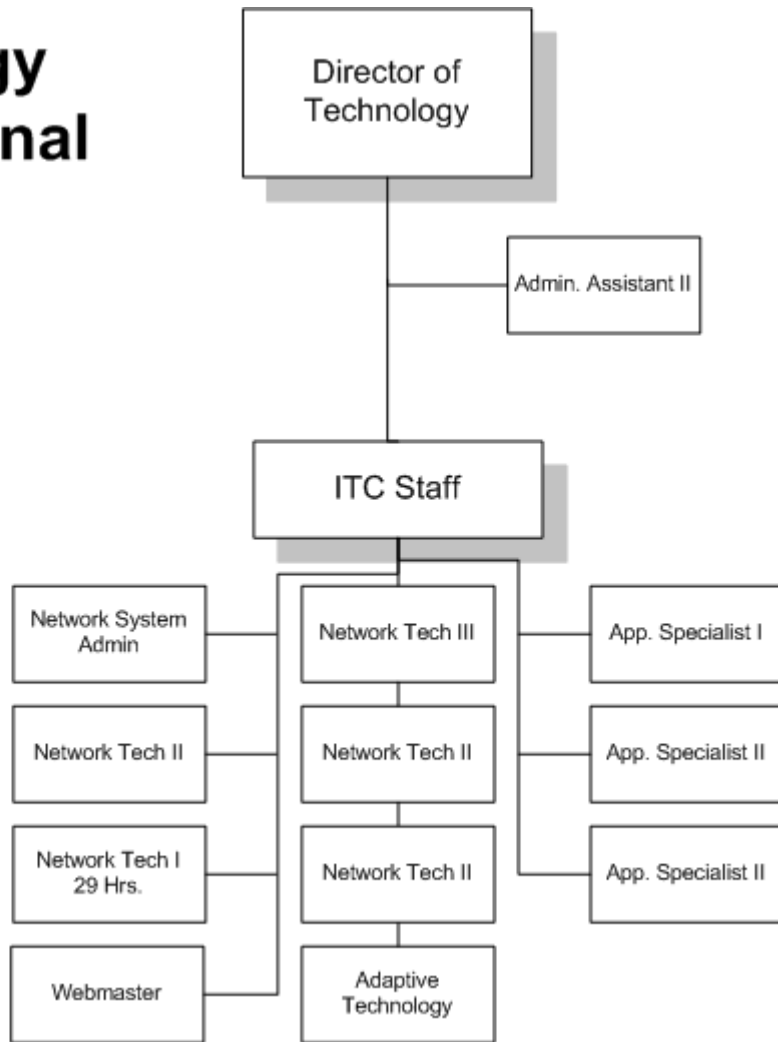 gy
nal
Director of
Technology
Admin. Assistant II
ITC Staff
Network System
Admin
Network Tech III
App. Specialist I
Network Tech II
Network Tech II
App. Specialist II
Network Tech I
29 Hrs.
Network Tech II
App. Specialist II
Webmaster
Adaptive
Technology